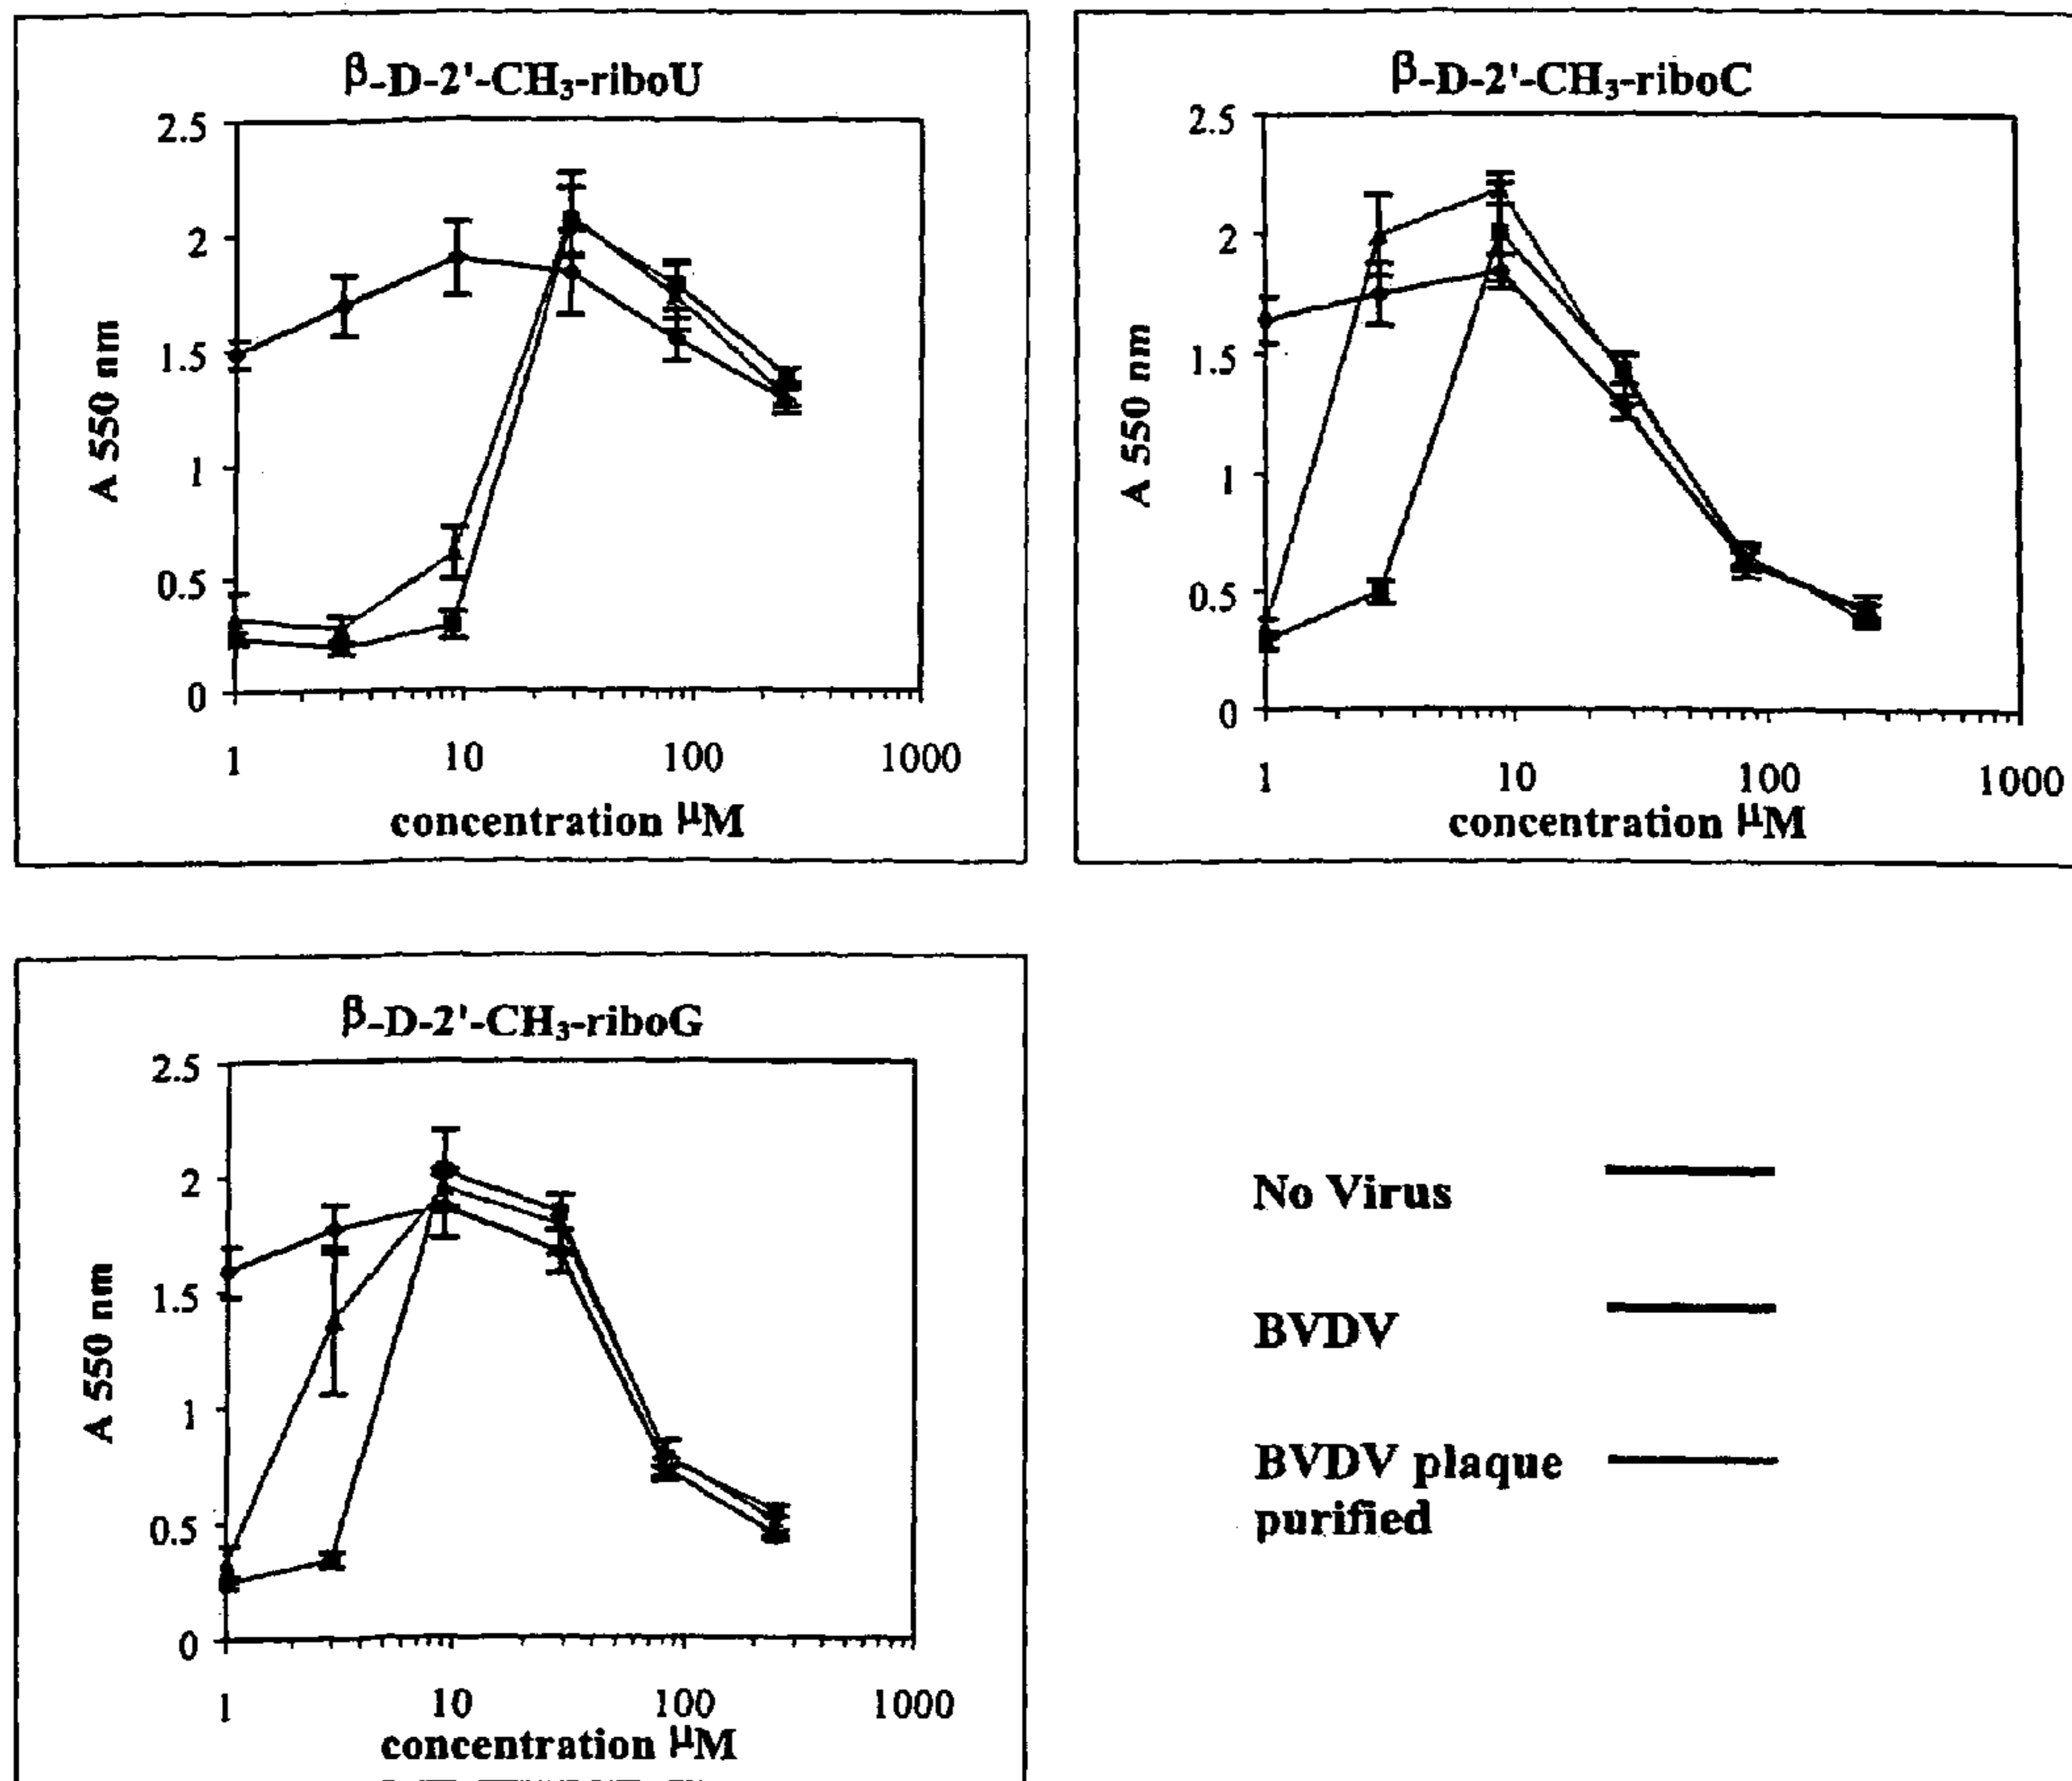 β-D-2'-CH₃-riboU
2.5
2
1.5
1
0.5
0
A 550 nm
1 10 100 1000
concentration μM
β-D-2'-CH₃-riboC
2.5
2
1.5
1
0.5
0
A 550 nm
1 10 100 1000
concentration μM
β-D-2'-CH₃-riboG
2.5
2
1.5
1
0.5
0
A 550 nm
1 10 100 1000
concentration μM
No Virus
BVDV
BVDV plaque
purified